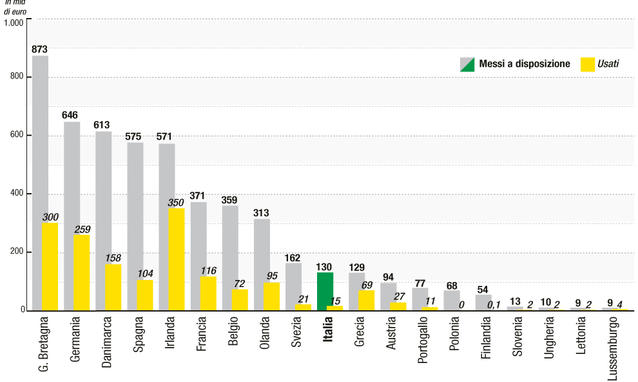 in mld
di euro
1.000
800
600
400
200
0
Messi a disposizione
Usati
873
300
646
259
613
158
575
104
571
350
371
116
359
72
313
95
162
21
130
15
129
69
94
27
77
11
68
0
54
0,1
13
2
10
2
9
2
9
4
G. Bretagna
Germania
Danimarca
Spagna
Irlanda
Francia
Belgio
Olanda
Svezia
Italia
Grecia
Austria
Portogallo
Polonia
Finlandia
Slovenia
Ungheria
Lettonia
Lussemburgo